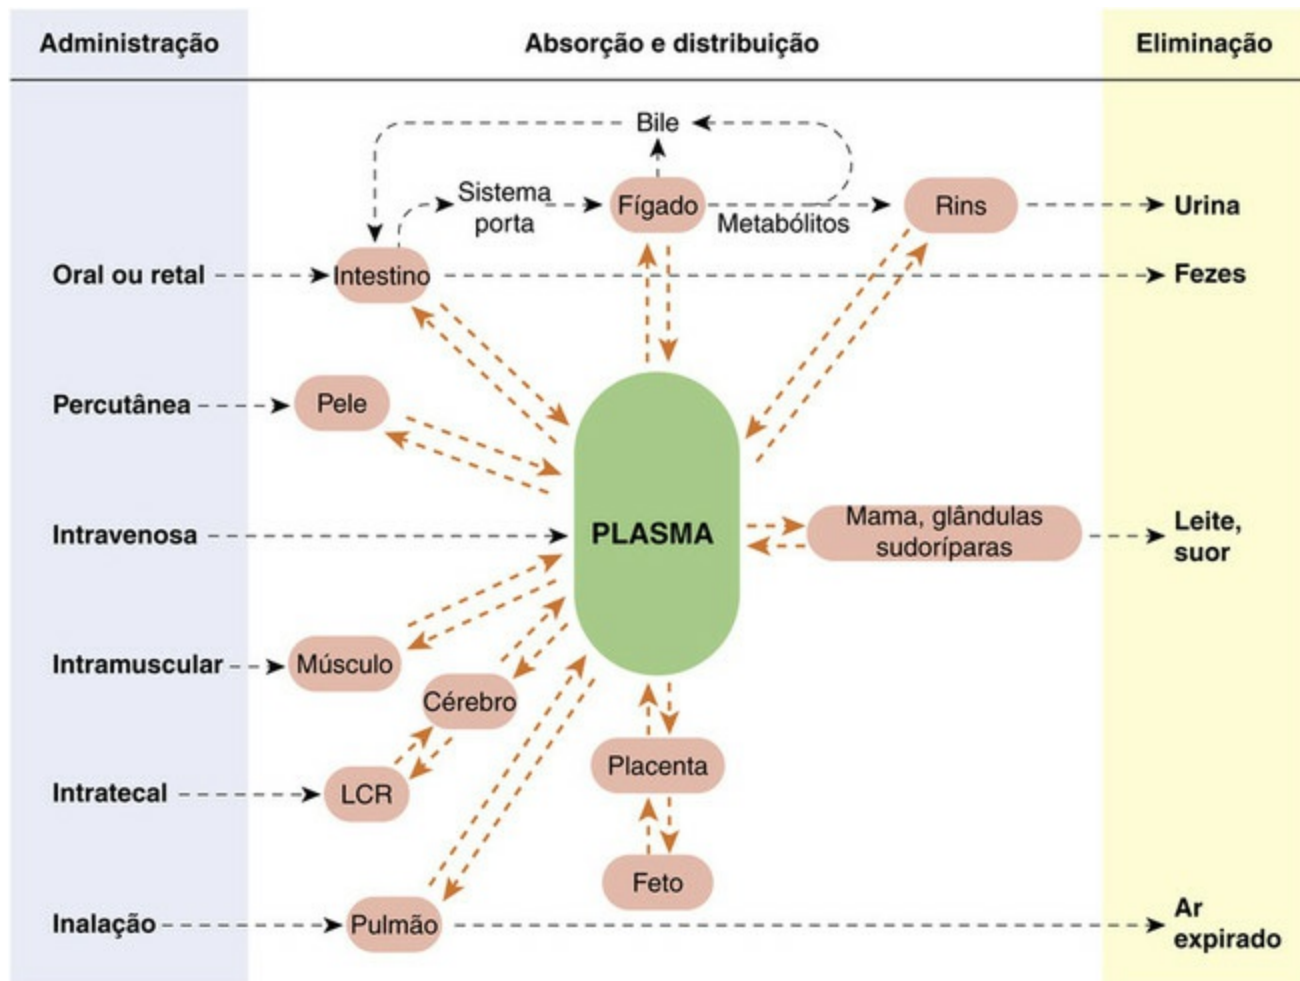 Administração
Absorção e distribuição
Eliminação
Bile
Sistema
porta
Fígado
Metabólitos
Rins
Urina
Oral ou retal
Intestino
Fezes
Percutânea
Pele
Intravenosa
PLASMA
Mama, glândulas
sudoríparas
Leite,
suor
Intramuscular
Músculo
Cérebro
Placenta
Intratecal
LCR
Feto
Inalação
Pulmão
Ar
expirado